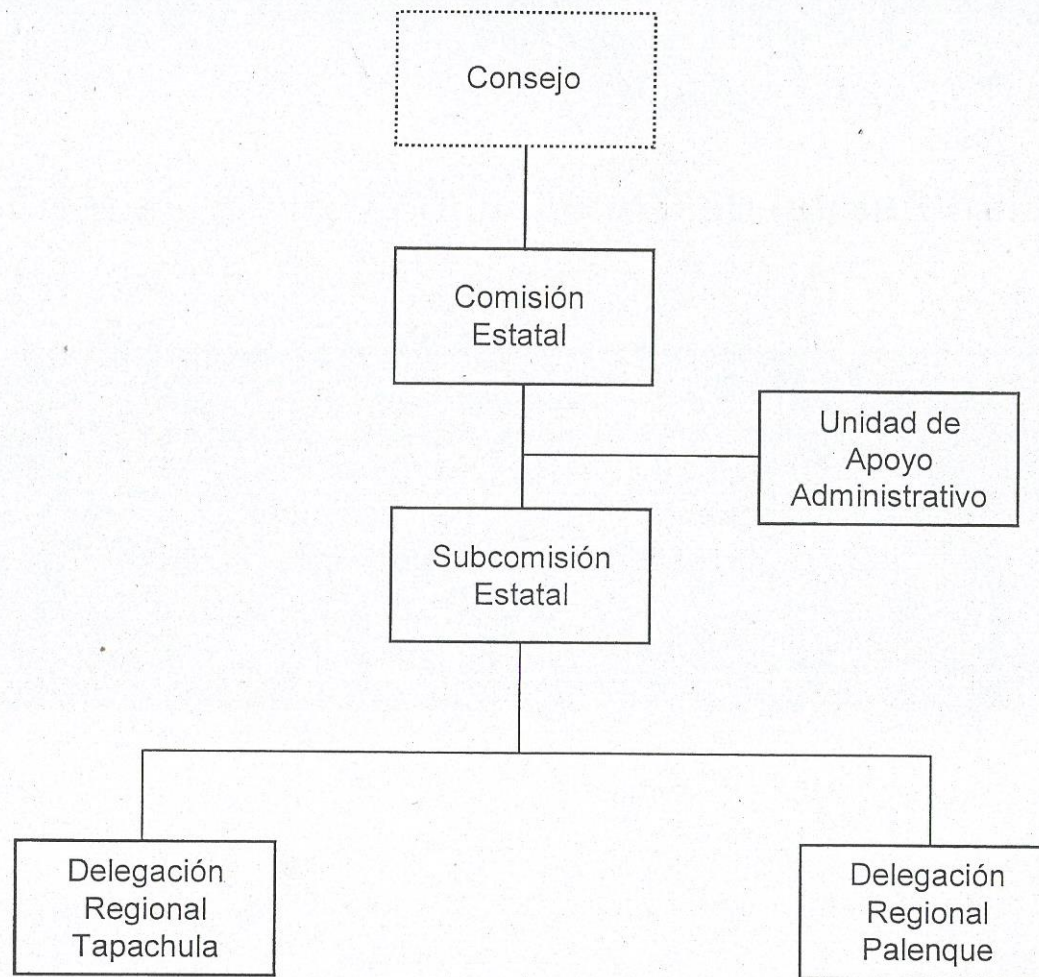 Consejo
Comisión
Estatal
Unidad de
Apoyo
Administrativo
Subcomisión
Estatal
Delegación
Regional
Tapachula
Delegación
Regional
Palenque